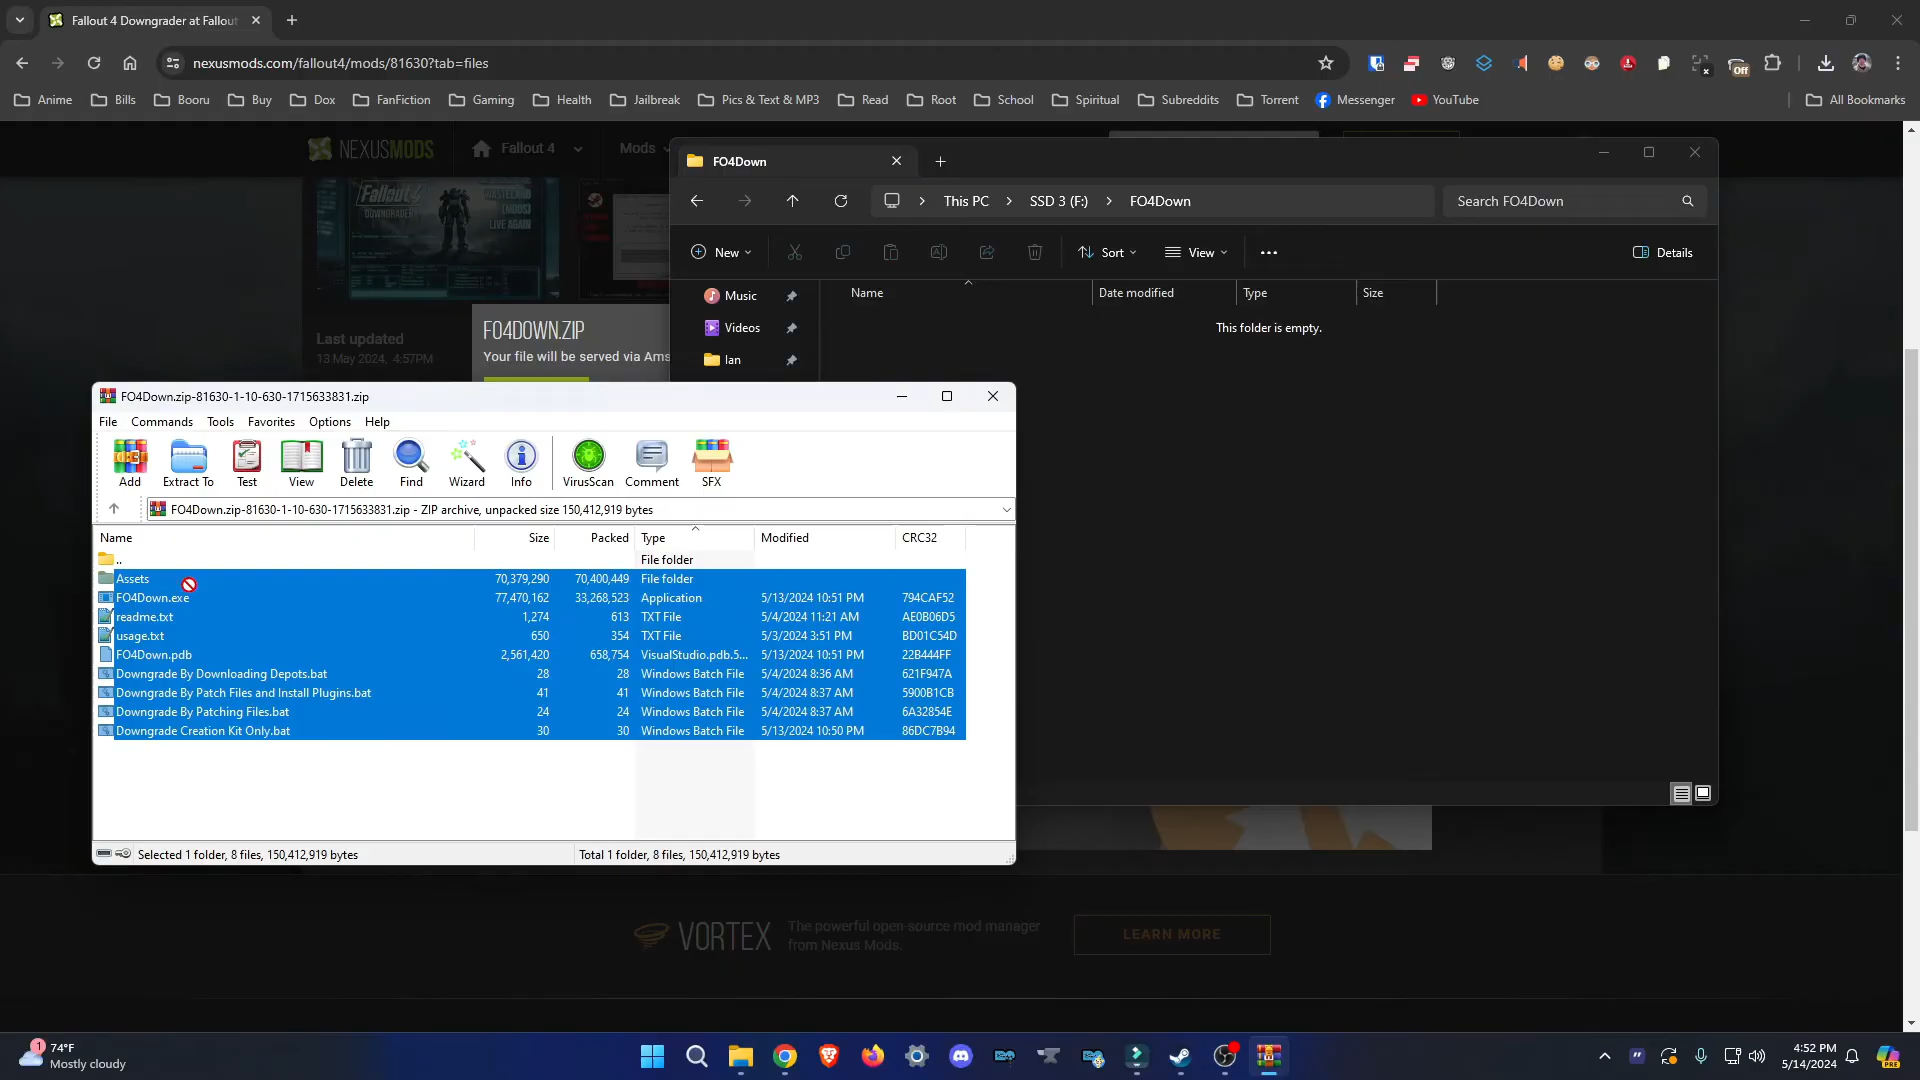 Fallout 4 Downgrader at Fallout
nexusmods.com/fallout4/mods/81630?tab=files
Off
Anime Bills Booru Buy Dox FanFiction Gaming Health Jailbreak Pics & Text & MP3 Read Root School Spiritual Subreddits Torrent Messenger YouTube All Bookmarks
NEXUSMODS Fallout 4 Mods
Fallout 4
DOWNGRADER
WASTELAND
(MODS)
LIVE AGAIN
Last updated
13 May 2024, 4:57PM
FO4DOWN.ZIP
Your file will be served via Ams
FO4Down
This PC > SSD 3 (F:) > FO4Down
Search FO4Down
New Sort View Details
Name Date modified Type Size
This folder is empty.
Music
Videos
Ian
FO4Down.zip-81630-1-10-630-1715633831.zip
File Commands Tools Favorites Options Help
Add Extract To Test View Delete Find Wizard Info VirusScan Comment SFX
FO4Down.zip-81630-1-10-630-1715633831.zip - ZIP archive, unpacked size 150,412,919 bytes
Name Size Packed Type Modified CRC32
.. File folder
Assets 70,379,290 70,400,449 File folder
FO4Down.exe 77,470,162 33,268,523 Application 5/13/2024 10:51 PM 794CAF52
readme.txt 1,274 613 TXT File 5/4/2024 11:21 AM AE0B06D5
usage.txt 650 354 TXT File 5/3/2024 3:51 PM BD01C54D
FO4Down.pdb 2,561,420 658,754 VisualStudio.pdb.5... 5/13/2024 10:51 PM 22B444FF
Downgrade By Downloading Depots.bat 28 28 Windows Batch File 5/4/2024 8:36 AM 621F947A
Downgrade By Patch Files and Install Plugins.bat 41 41 Windows Batch File 5/4/2024 8:37 AM 5900B1CB
Downgrade By Patching Files.bat 24 24 Windows Batch File 5/4/2024 8:37 AM 6A32854E
Downgrade Creation Kit Only.bat 30 30 Windows Batch File 5/13/2024 10:50 PM 86DC7B94
Selected 1 folder, 8 files, 150,412,919 bytes
Total 1 folder, 8 files, 150,412,919 bytes
VORTEX
The powerful open-source mod manager
from Nexus Mods.
LEARN MORE
1
74°F
Mostly cloudy
4:52 PM
5/14/2024
PRE